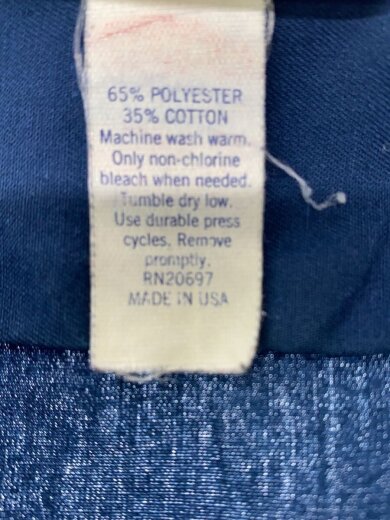 65% POLYESTER
35% COTTON
Machine wash warm.
Only non-chlorine
bleach when needed.
Tumble dry low.
Use durable press
cycles. Remove
promptly.
RN20697
MADE IN USA